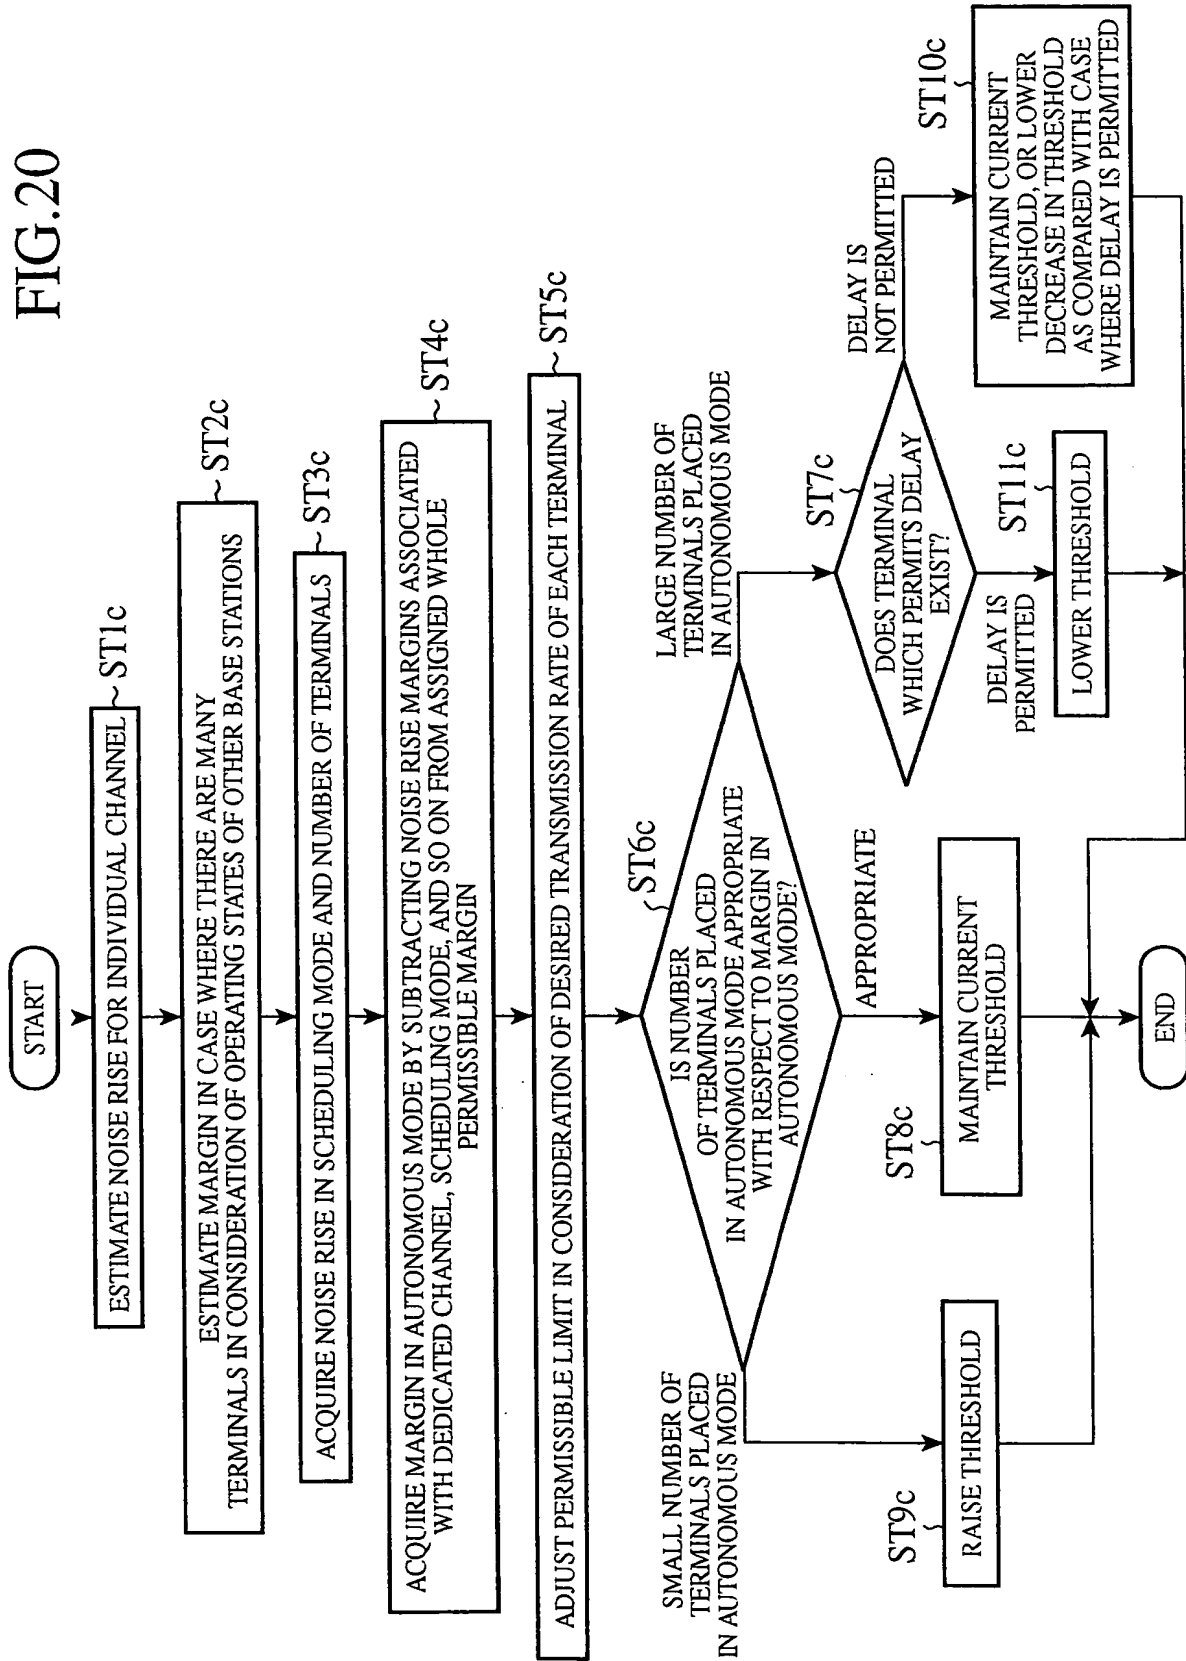 FIG.20
START
ESTIMATE NOISE RISE FOR INDIVIDUAL CHANNEL
ST1c
ESTIMATE MARGIN IN CASE WHERE THERE ARE MANY
TERMINALS IN CONSIDERATION OF OPERATING STATES OF OTHER BASE STATIONS
ST2c
ACQUIRE NOISE RISE IN SCHEDULING MODE AND NUMBER OF TERMINALS
ST3c
ACQUIRE MARGIN IN AUTONOMOUS MODE BY SUBTRACTING NOISE RISE MARGINS ASSOCIATED
WITH DEDICATED CHANNEL, SCHEDULING MODE, AND SO ON FROM ASSIGNED WHOLE
PERMISSIBLE MARGIN
ST4c
ADJUST PERMISSIBLE LIMIT IN CONSIDERATION OF DESIRED TRANSMISSION RATE OF EACH TERMINAL
ST5c
ST6c
IS NUMBER
OF TERMINALS PLACED
IN AUTONOMOUS MODE APPROPRIATE
WITH RESPECT TO MARGIN IN
AUTONOMOUS MODE?
SMALL NUMBER OF
TERMINALS PLACED
IN AUTONOMOUS MODE
APPROPRIATE
LARGE NUMBER OF
TERMINALS PLACED
IN AUTONOMOUS MODE
ST7c
DOES TERMINAL
WHICH PERMITS DELAY
EXIST?
DELAY IS
NOT PERMITTED
DELAY IS
PERMITTED
ST9c
RAISE THRESHOLD
ST8c
MAINTAIN CURRENT
THRESHOLD
ST11c
LOWER THRESHOLD
ST10c
MAINTAIN CURRENT
THRESHOLD, OR LOWER
DECREASE IN THRESHOLD
AS COMPARED WITH CASE
WHERE DELAY IS PERMITTED
END